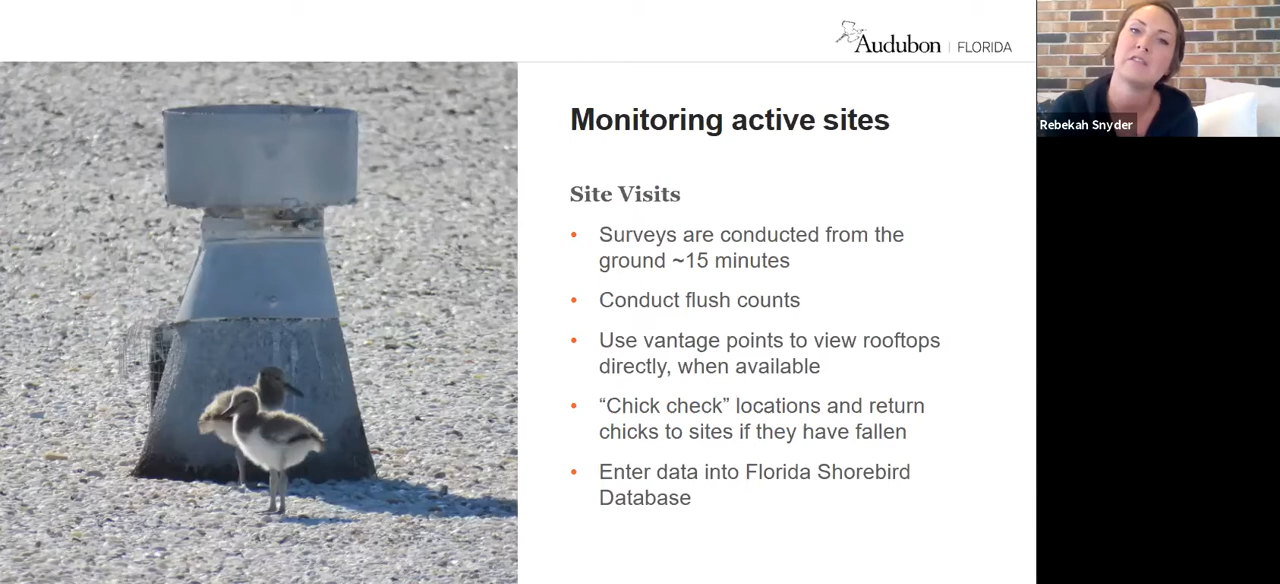 Audubon | FLORIDA
Rebekah Snyder
Monitoring active sites
Site Visits
• Surveys are conducted from the
ground ~15 minutes
• Conduct flush counts
• Use vantage points to view rooftops
directly, when available
• “Chick check” locations and return
chicks to sites if they have fallen
• Enter data into Florida Shorebird
Database